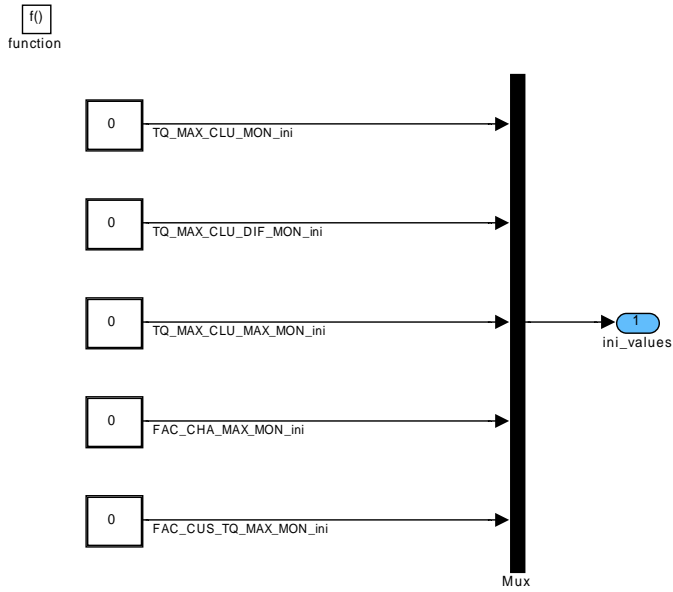 f()
function
0
TQ_MAX_CLU_MON_ini
0
TQ_MAX_CLU_DIF_MON_ini
0
TQ_MAX_CLU_MAX_MON_ini
1
ini_values
0
FAC_CHA_MAX_MON_ini
0
FAC_CUS_TQ_MAX_MON_ini
Mux